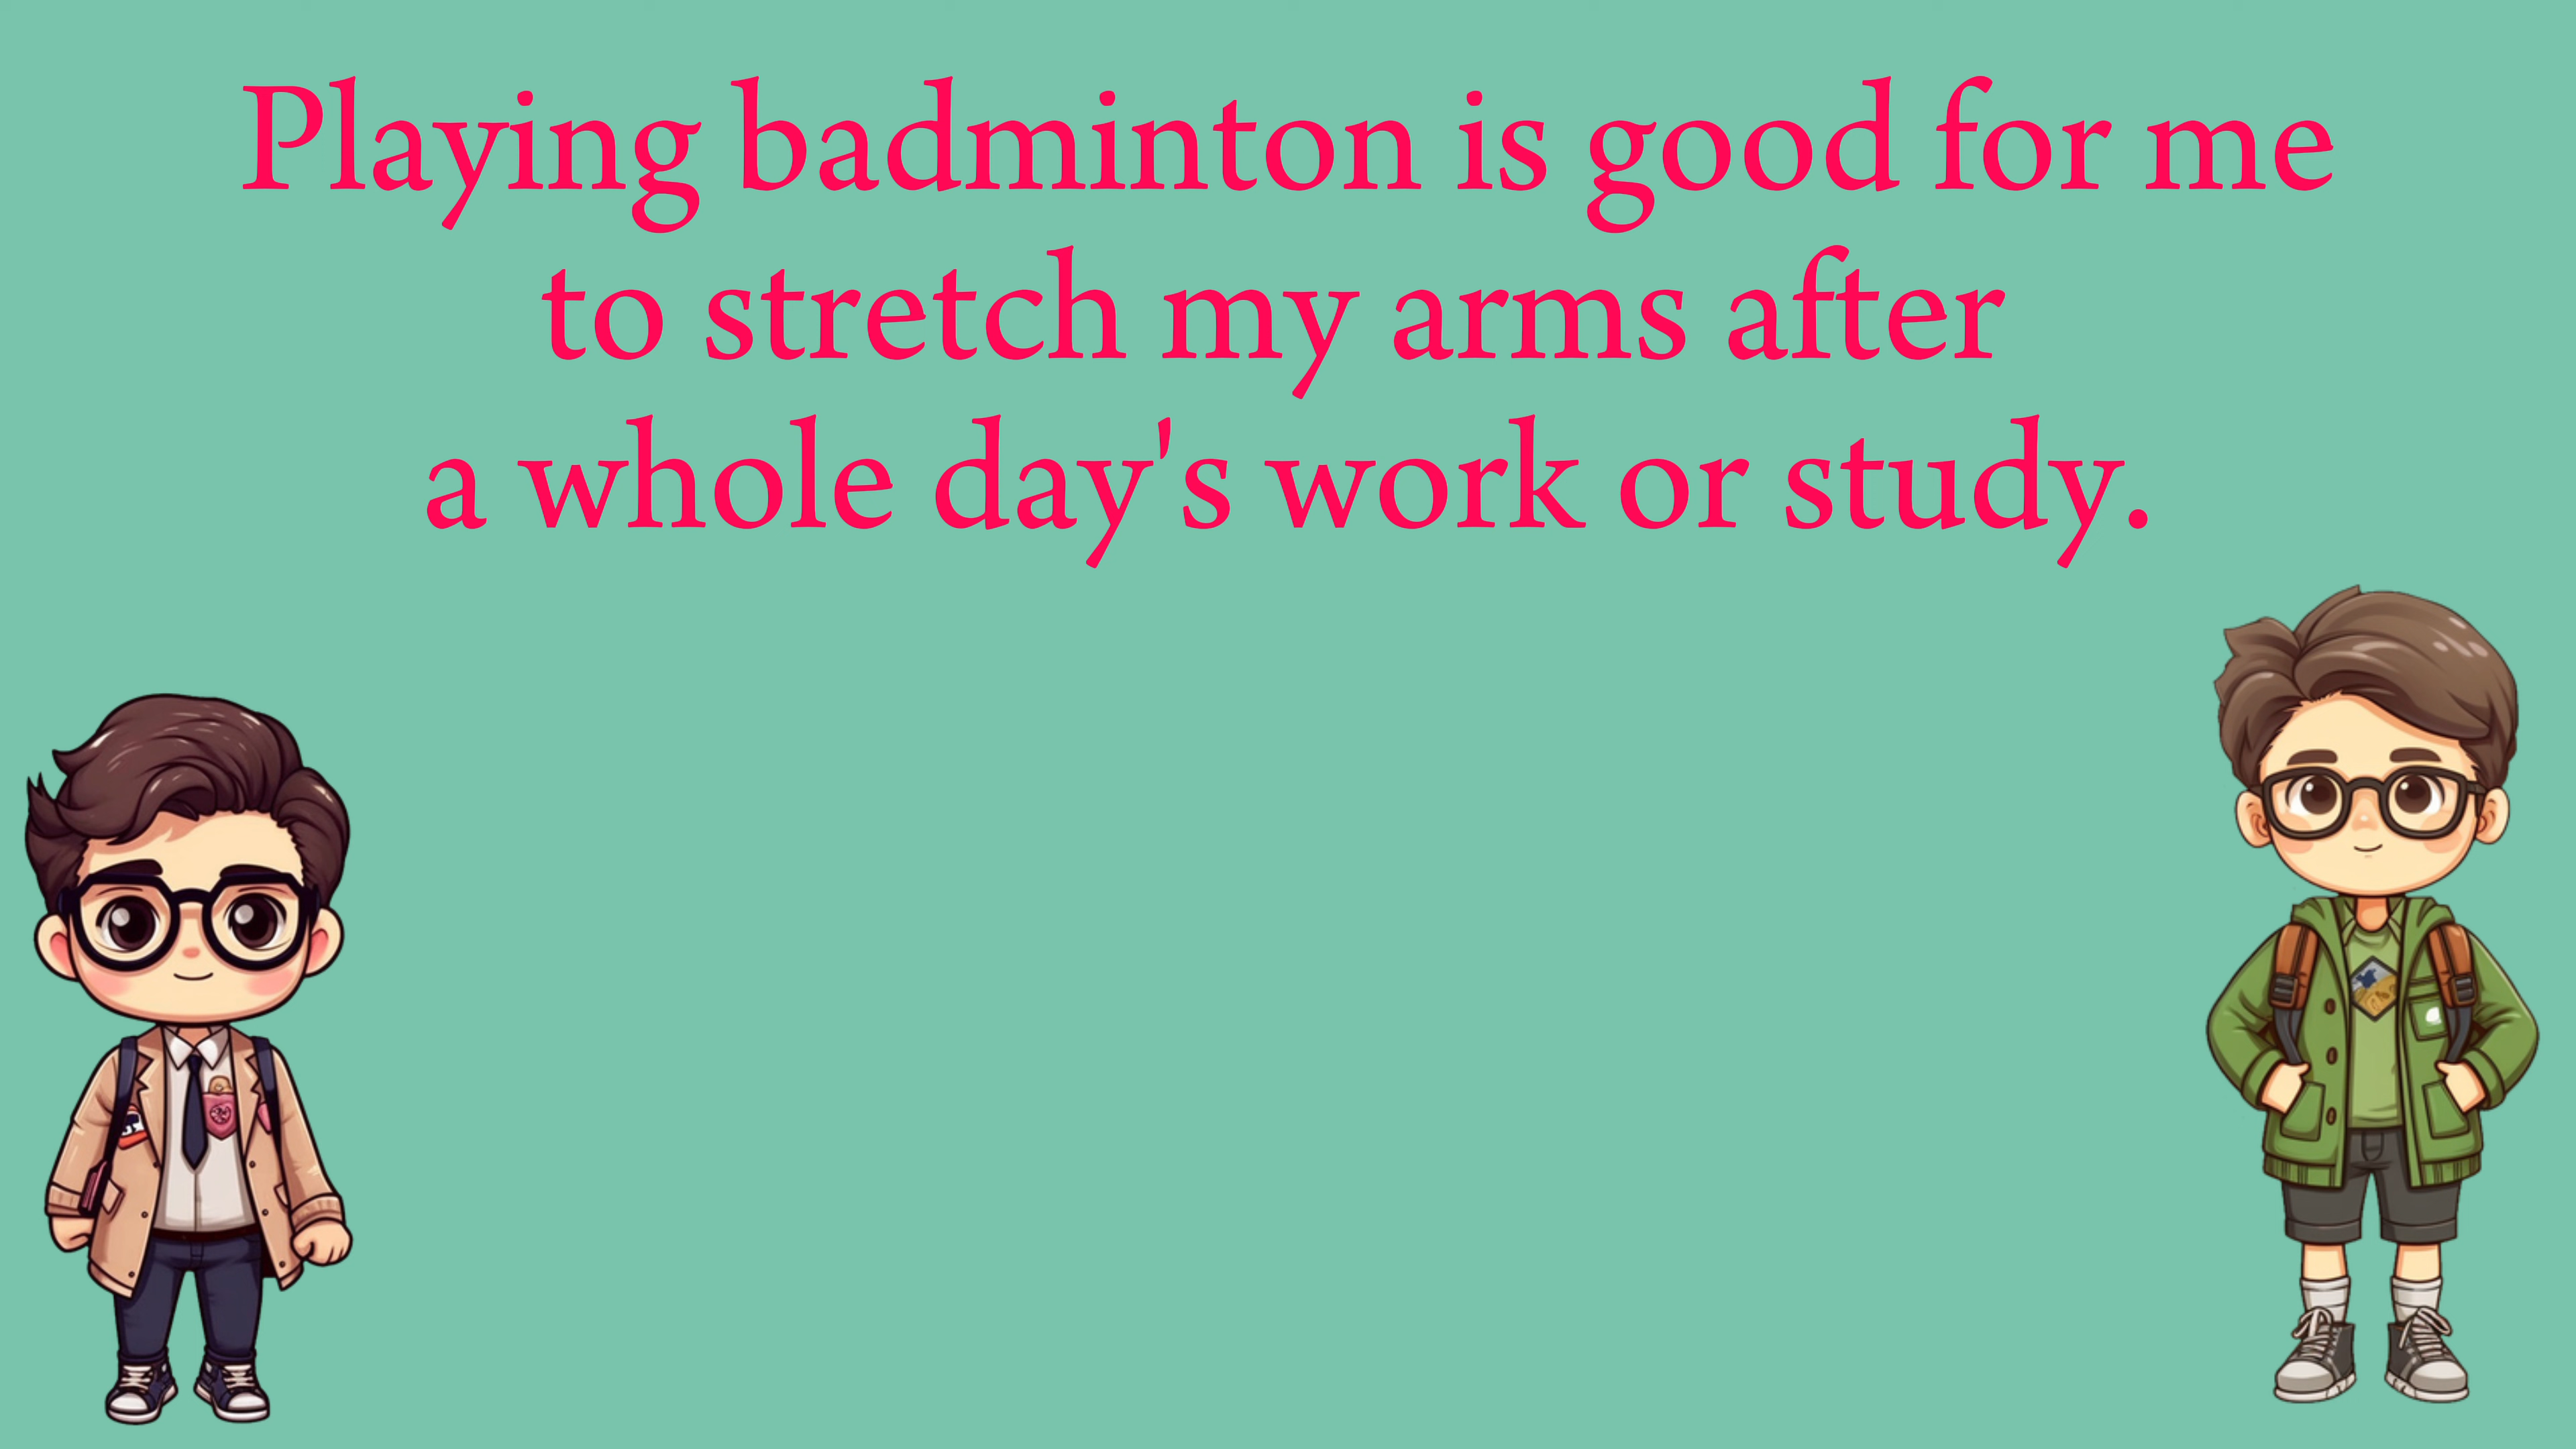 Playing badminton is good for me
to stretch my arms after
a whole day's work or study.